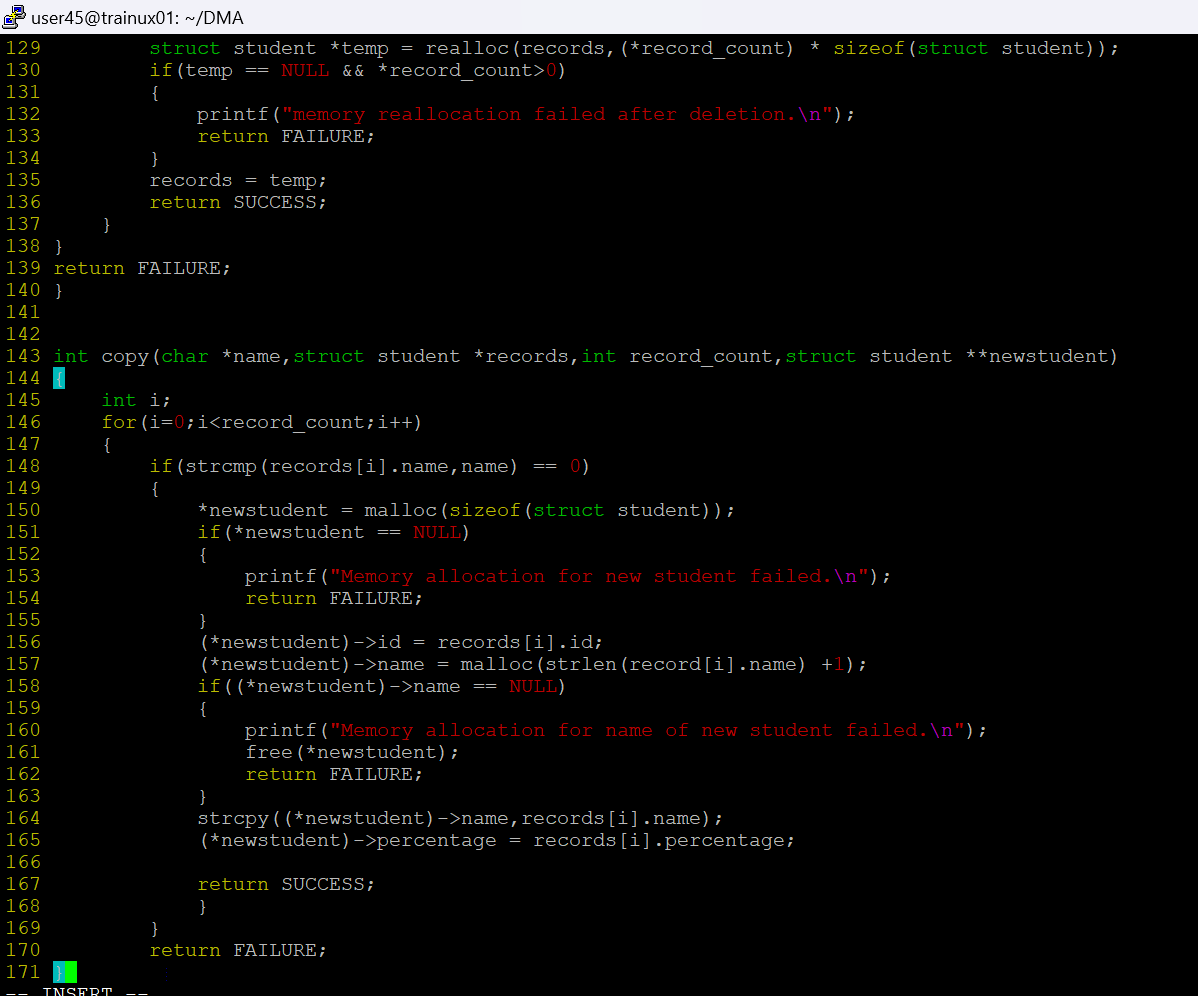 user45@trainux01: ~/DMA
129         struct student *temp = realloc(records,(*record_count) * sizeof(struct student));
130         if(temp == NULL && *record_count>0)
131         {
132             printf("memory reallocation failed after deletion.\n");
133             return FAILURE;
134         }
135         records = temp;
136         return SUCCESS;
137     }
138 }
139 return FAILURE;
140 }
141
142
143 int copy(char *name,struct student *records,int record_count,struct student **newstudent)
144 {
145     int i;
146     for(i=0;i<record_count;i++)
147     {
148         if(strcmp(records[i].name,name) == 0)
149         {
150             *newstudent = malloc(sizeof(struct student));
151             if(*newstudent == NULL)
152             {
153                 printf("Memory allocation for new student failed.\n");
154                 return FAILURE;
155             }
156             (*newstudent)->id = records[i].id;
157             (*newstudent)->name = malloc(strlen(record[i].name) +1);
158             if((*newstudent)->name == NULL)
159             {
160                 printf("Memory allocation for name of new student failed.\n");
161                 free(*newstudent);
162                 return FAILURE;
163             }
164             strcpy((*newstudent)->name,records[i].name);
165             (*newstudent)->percentage = records[i].percentage;
166
167             return SUCCESS;
168             }
169         }
170         return FAILURE;
171 }
-- INSERT --